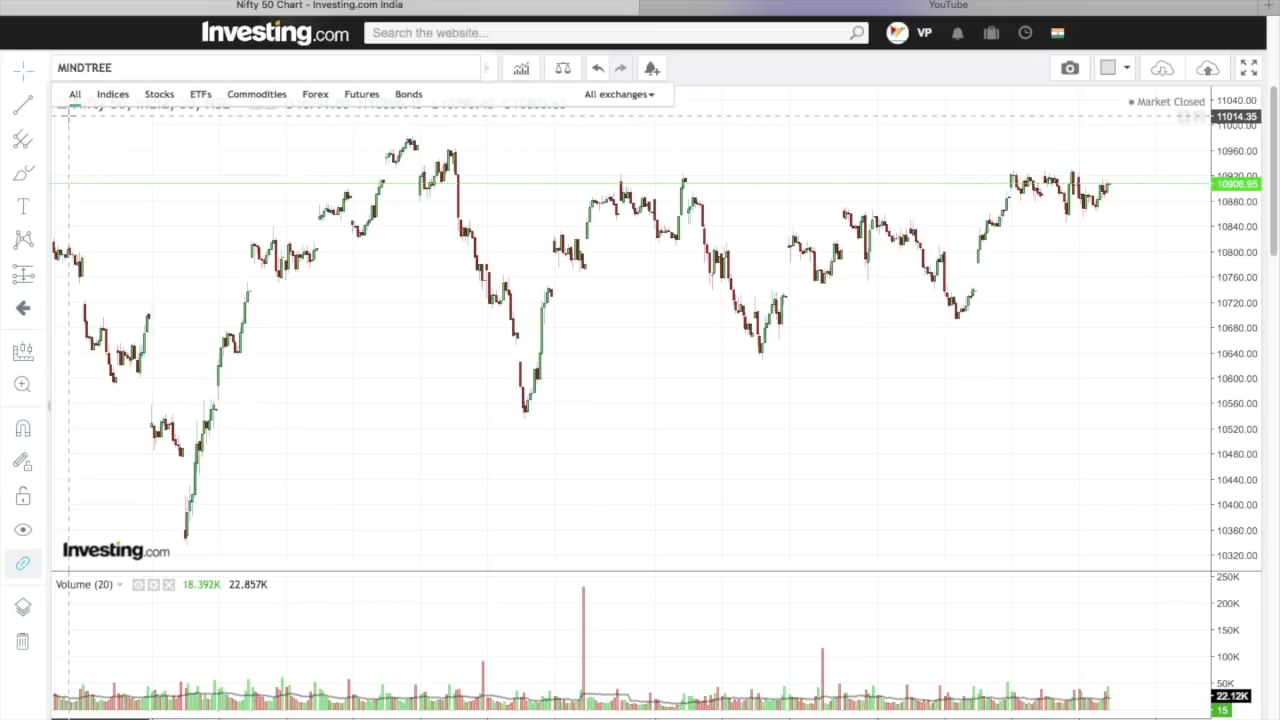 Nifty 50 Chart - Investing.com India
YouTube
Investing.com
Search the website...
VP
MINDTREE
All Indices Stocks ETFs Commodities Forex Futures Bonds All exchanges
Market Closed
11040.00
11014.35
11000.00
10960.00
10920.00
10906.95
10880.00
10840.00
10800.00
10760.00
10720.00
10680.00
10640.00
10600.00
10560.00
10520.00
10480.00
10440.00
10400.00
10360.00
10320.00
Investing.com
Volume (20) 18.392K 22.857K
250K
200K
150K
100K
50K
22.12K
15